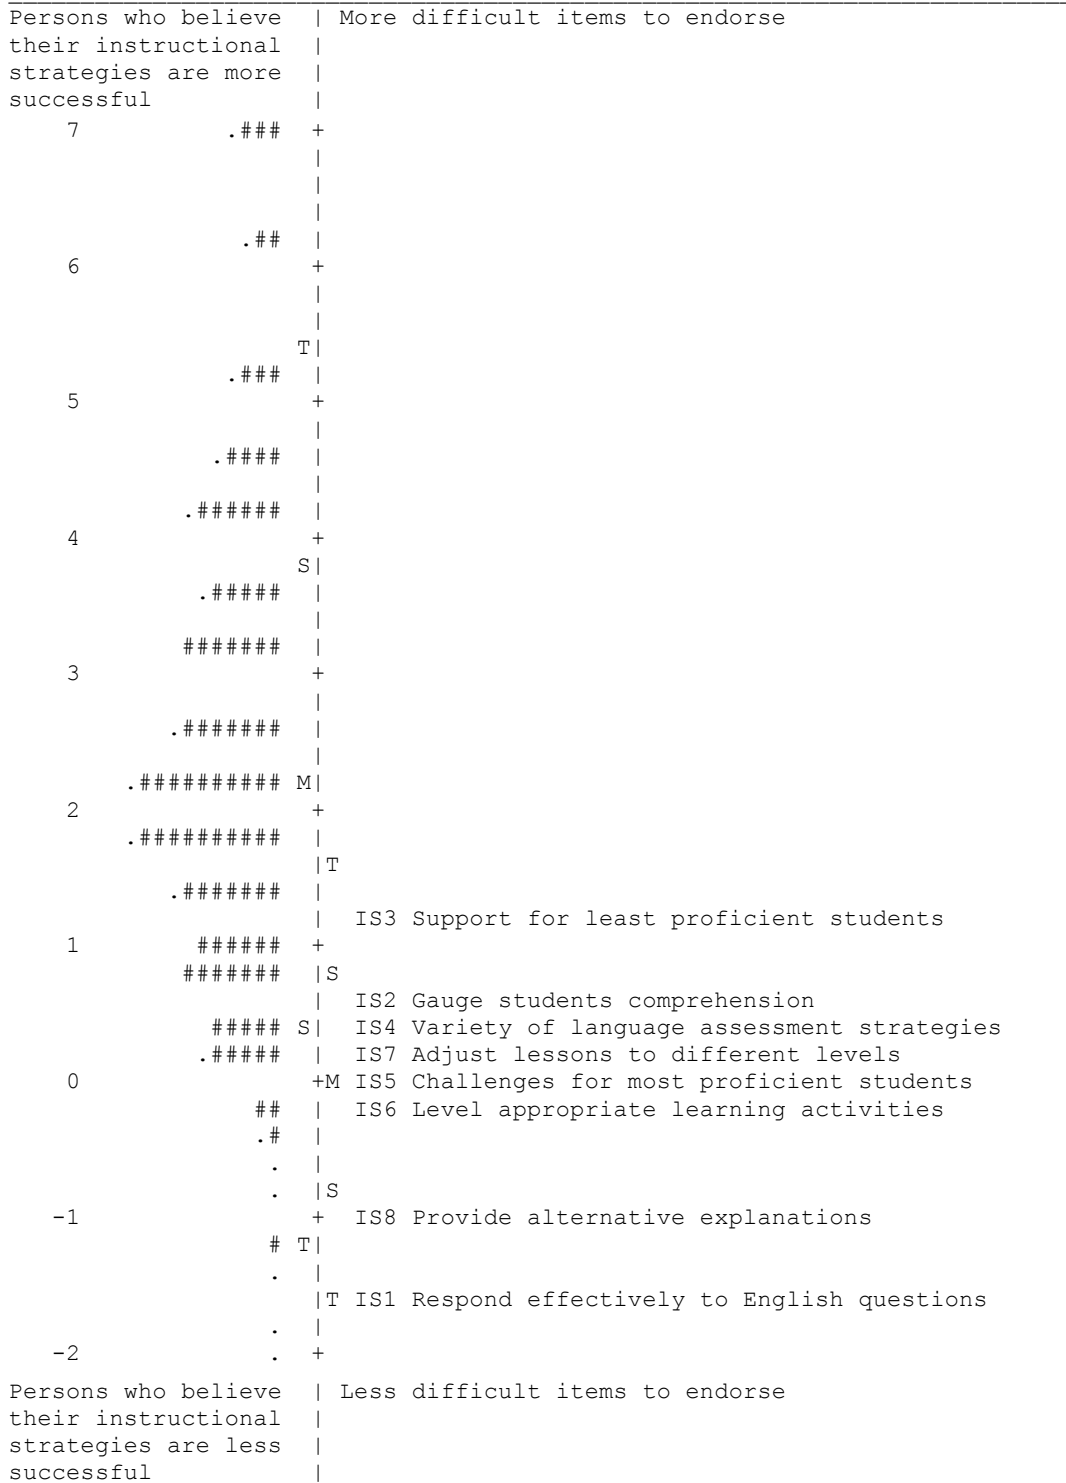 Persons who believe  | More difficult items to endorse
their instructional  |
strategies are more  |
successful           |
    7          .###  +
                     |
                     |
                     |
                .##  |
    6                +
                     |
                     |
                    T|
               .###  |
    5                +
                     |
              .####  |
                     |
            .######  |
    4                +
                    S|
             .#####  |
                     |
            #######  |
    3                +
                     |
           .#######  |
                     |
        .########## M|
    2                +
        .##########  |
                     |T
           .#######  |
                     |  IS3 Support for least proficient students
    1        ######  +
            #######  |S
                     |  IS2 Gauge students comprehension
              ##### S|  IS4 Variety of language assessment strategies
             .#####  |  IS7 Adjust lessons to different levels
    0                +M IS5 Challenges for most proficient students
                 ##  |  IS6 Level appropriate learning activities
                 .#  |
                  .  |
                  .  |S
   -1                +  IS8 Provide alternative explanations
                  # T|
                  .  |
                     |T IS1 Respond effectively to English questions
                  .  |
   -2             .  +
Persons who believe  | Less difficult items to endorse
their instructional  |
strategies are less  |
successful           |